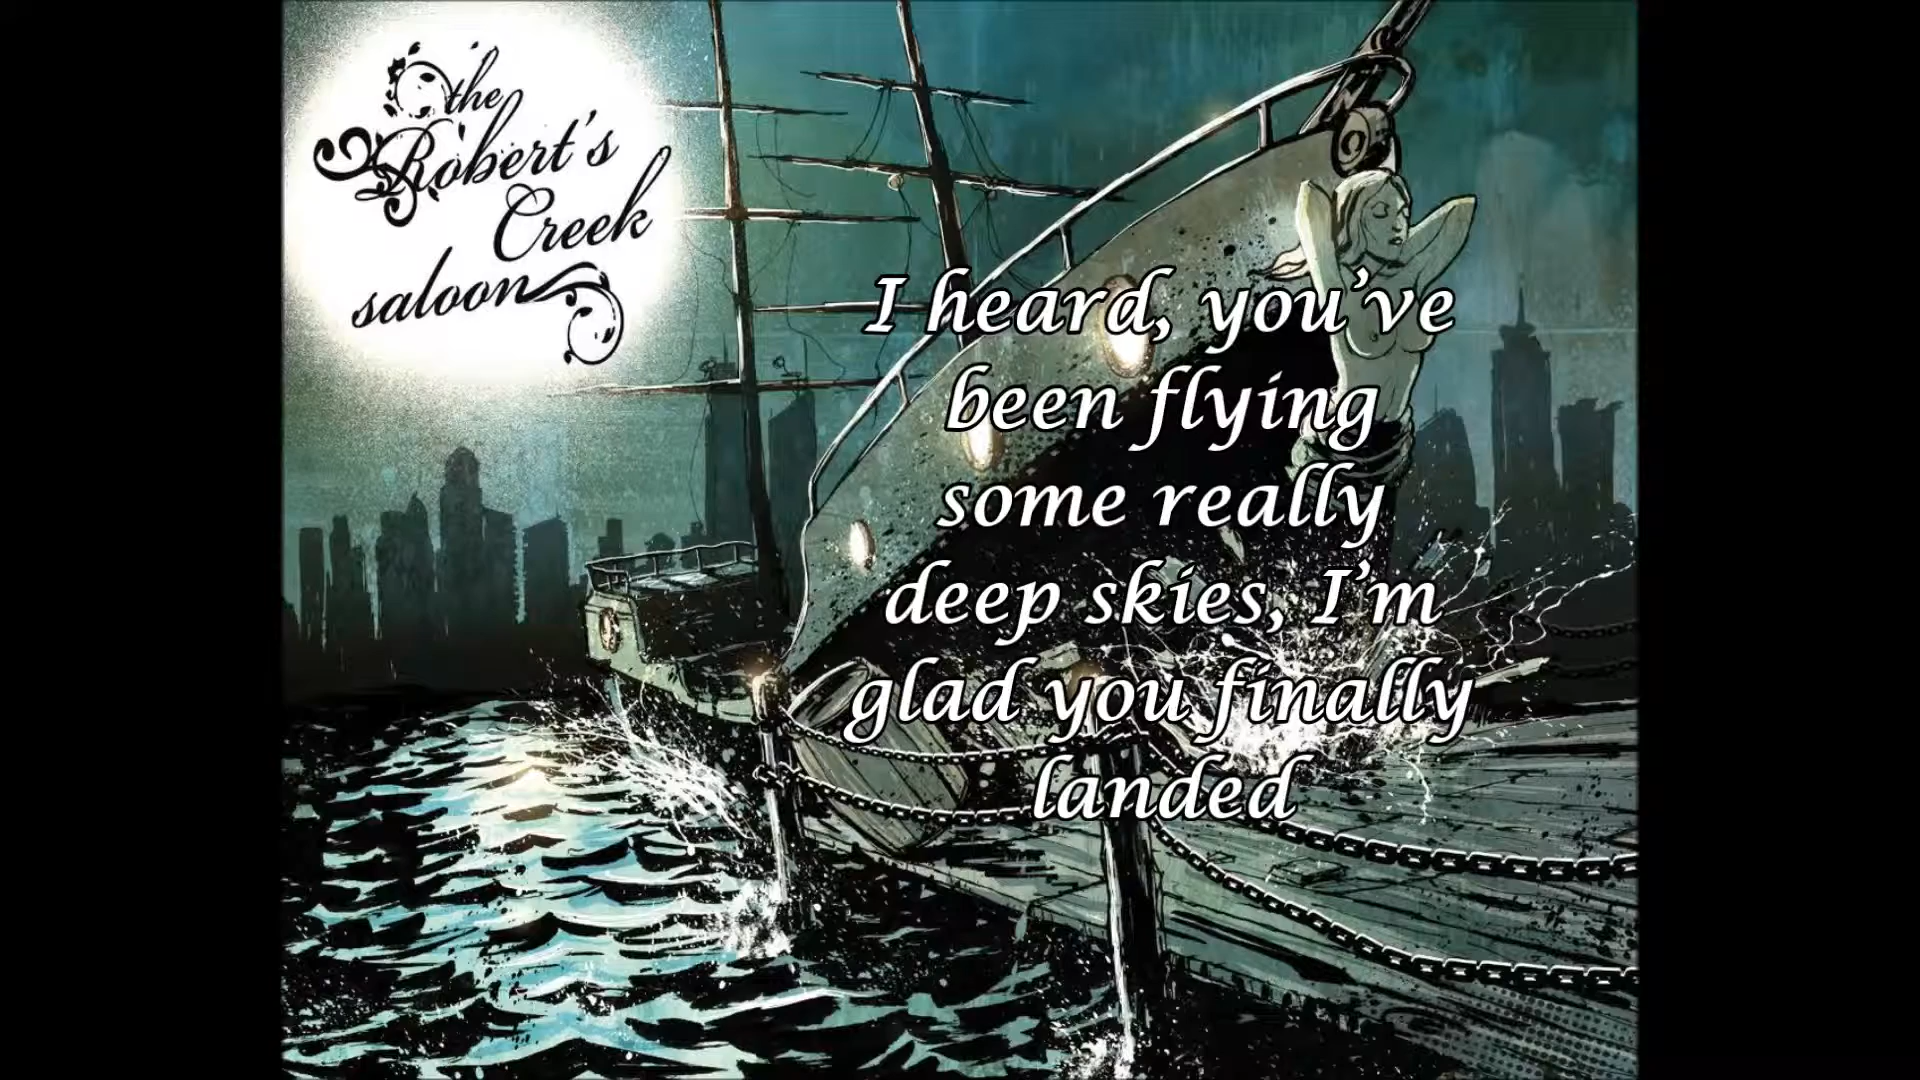 the
Robert's
Creek
saloon
I heard, you've
been flying
some really
deep skies, I'm
glad you finally
landed